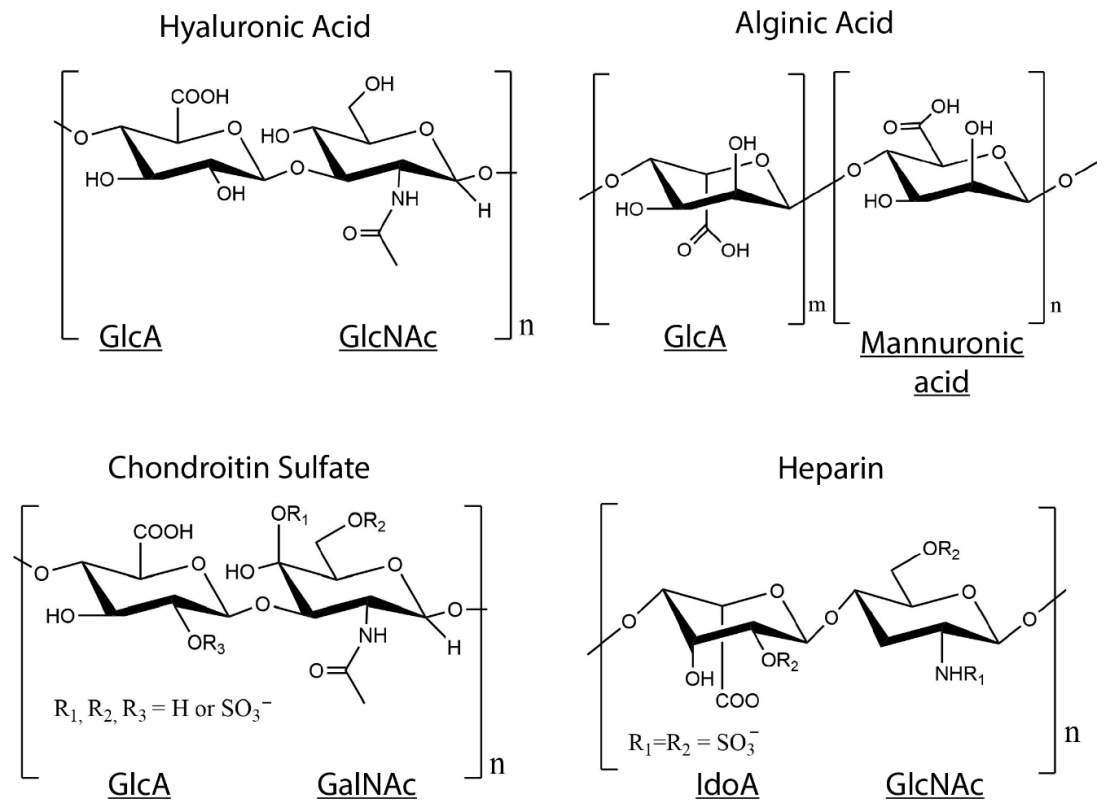 Hyaluronic Acid
COOH
O
O
HO
OH
O
OH
HO
O
NH
O
O
H
n
GlcA
GlcNAc
Alginic Acid
O
OH
O
HO
O
OH
m
O
OH
O
OH
O
HO
O
n
GlcA
Mannuronic
acid
Chondroitin Sulfate
COOH
O
O
HO
OR3
O
OR1
OR2
HO
O
NH
O
O
H
R1, R2, R3 = H or SO3−
n
GlcA
GalNAc
Heparin
O
O
OR2
OH
COO
O
OR2
O
NHR1
O
R1=R2 = SO3−
n
IdoA
GlcNAc